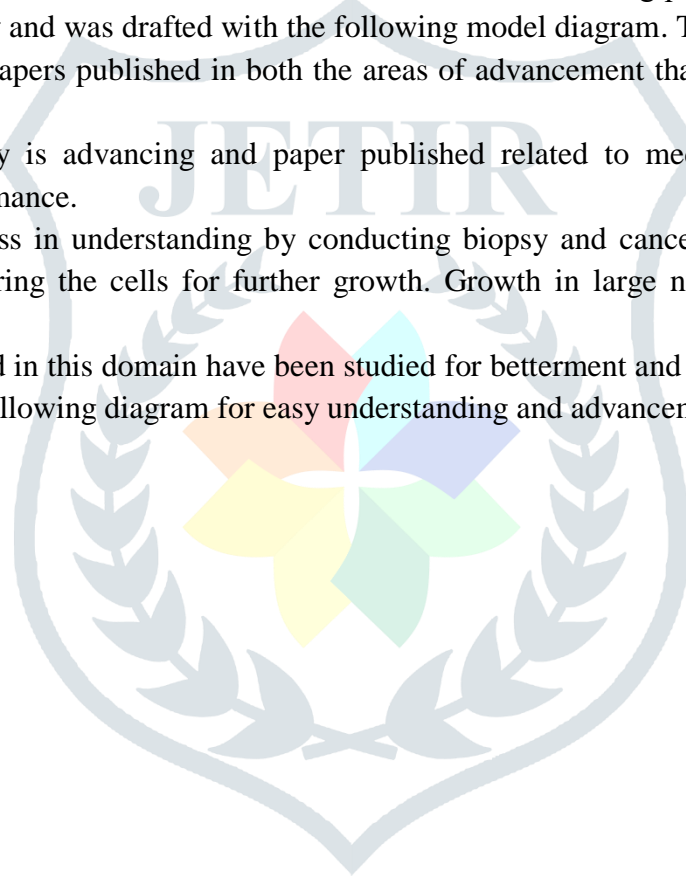 y and was drafted with the following model diagram. T
apers published in both the areas of advancement tha
JETIR
y is advancing and paper published related to me
mance.
ss in understanding by conducting biopsy and cance
ring the cells for further growth. Growth in large n
d in this domain have been studied for betterment and
llowing diagram for easy understanding and advance